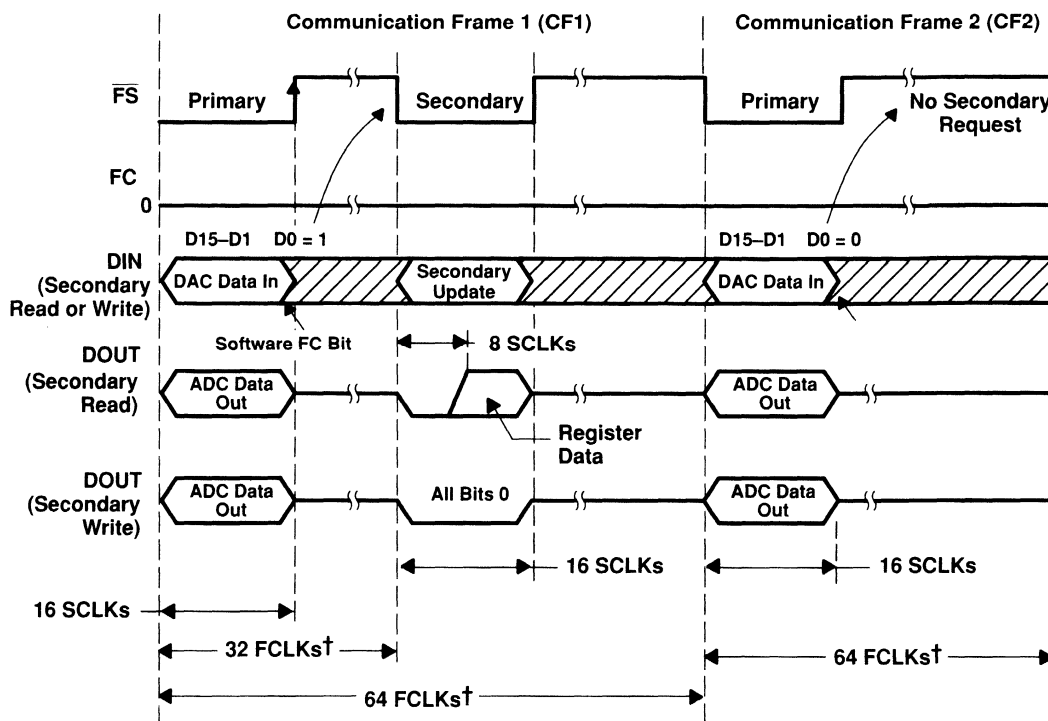 Communication Frame 1 (CF1)
Communication Frame 2 (CF2)
FS
Primary
Secondary
Primary
No Secondary
Request
FC
0
D15–D1 D0 = 1
D15–D1 D0 = 0
DIN
(Secondary
Read or Write)
DAC Data In
Secondary
Update
DAC Data In
Software FC Bit
8 SCLKs
DOUT
(Secondary
Read)
ADC Data
Out
ADC Data
Out
Register
Data
DOUT
(Secondary
Write)
ADC Data
Out
All Bits 0
ADC Data
Out
16 SCLKs
16 SCLKs
16 SCLKs
32 FCLKs†
64 FCLKs†
64 FCLKs†